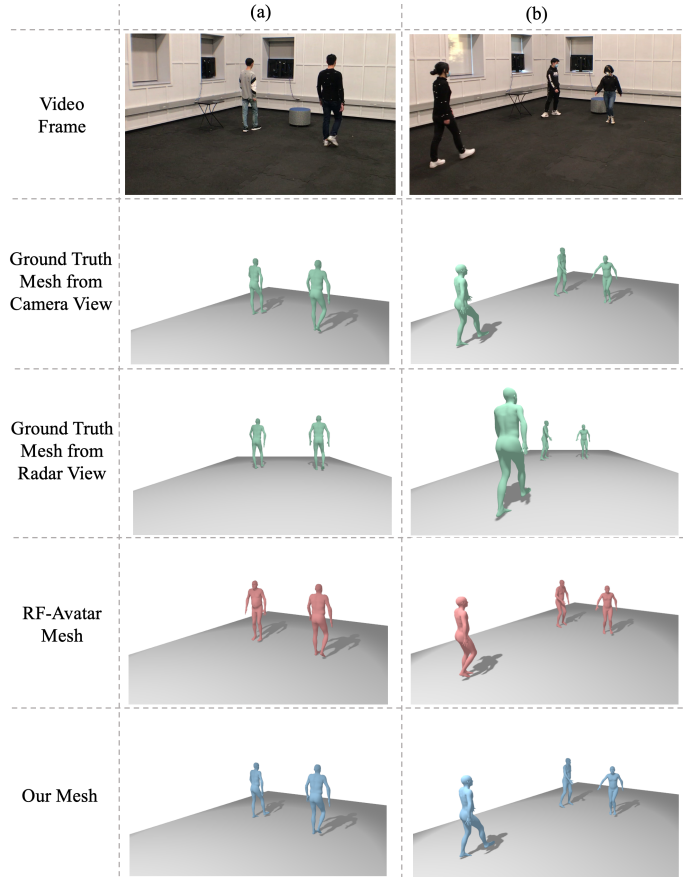 (a)
(b)
Video
Frame
Ground Truth
Mesh from
Camera View
Ground Truth
Mesh from
Radar View
RF-Avatar
Mesh
Our Mesh